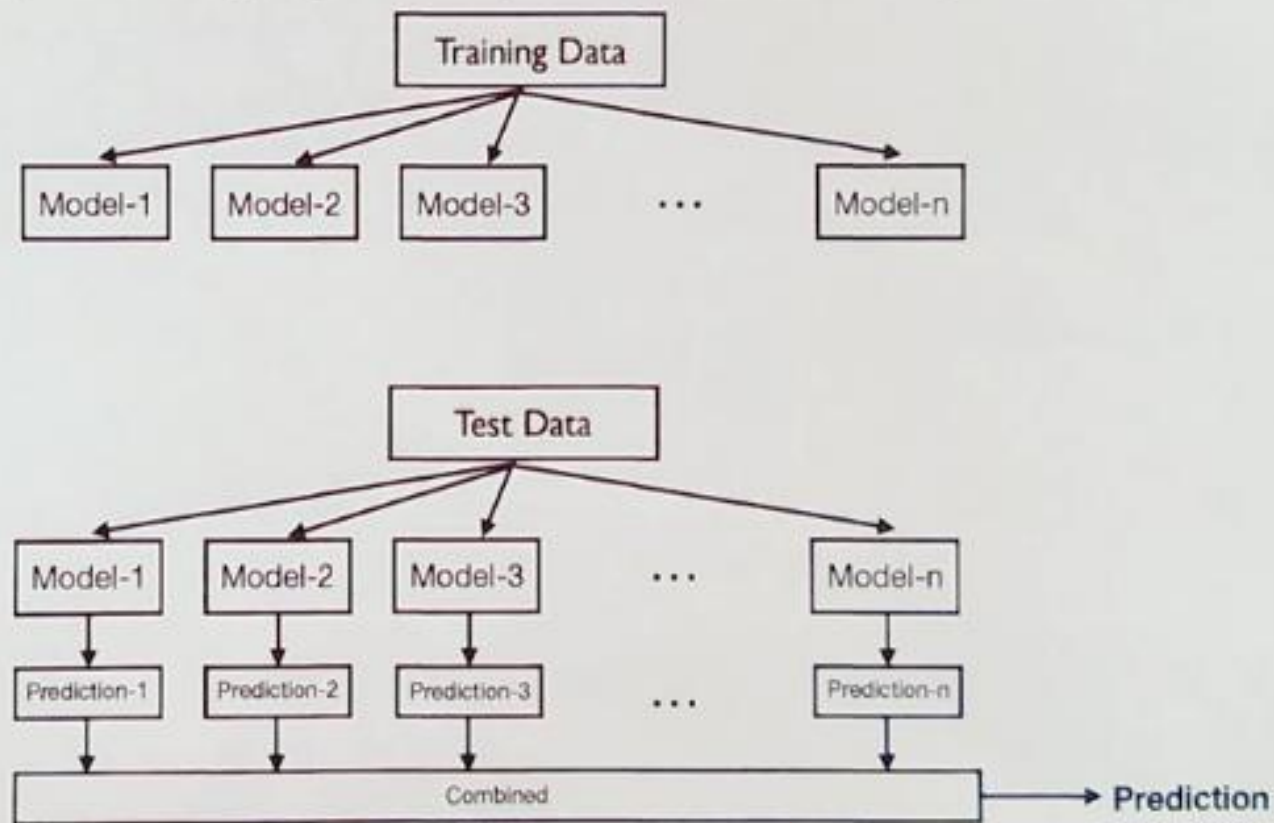 Training Data
Model-1 Model-2 Model-3 ... Model-n
Test Data
Model-1 Model-2 Model-3 ... Model-n
Prediction-1 Prediction-2 Prediction-3 ... Prediction-n
Combined Prediction